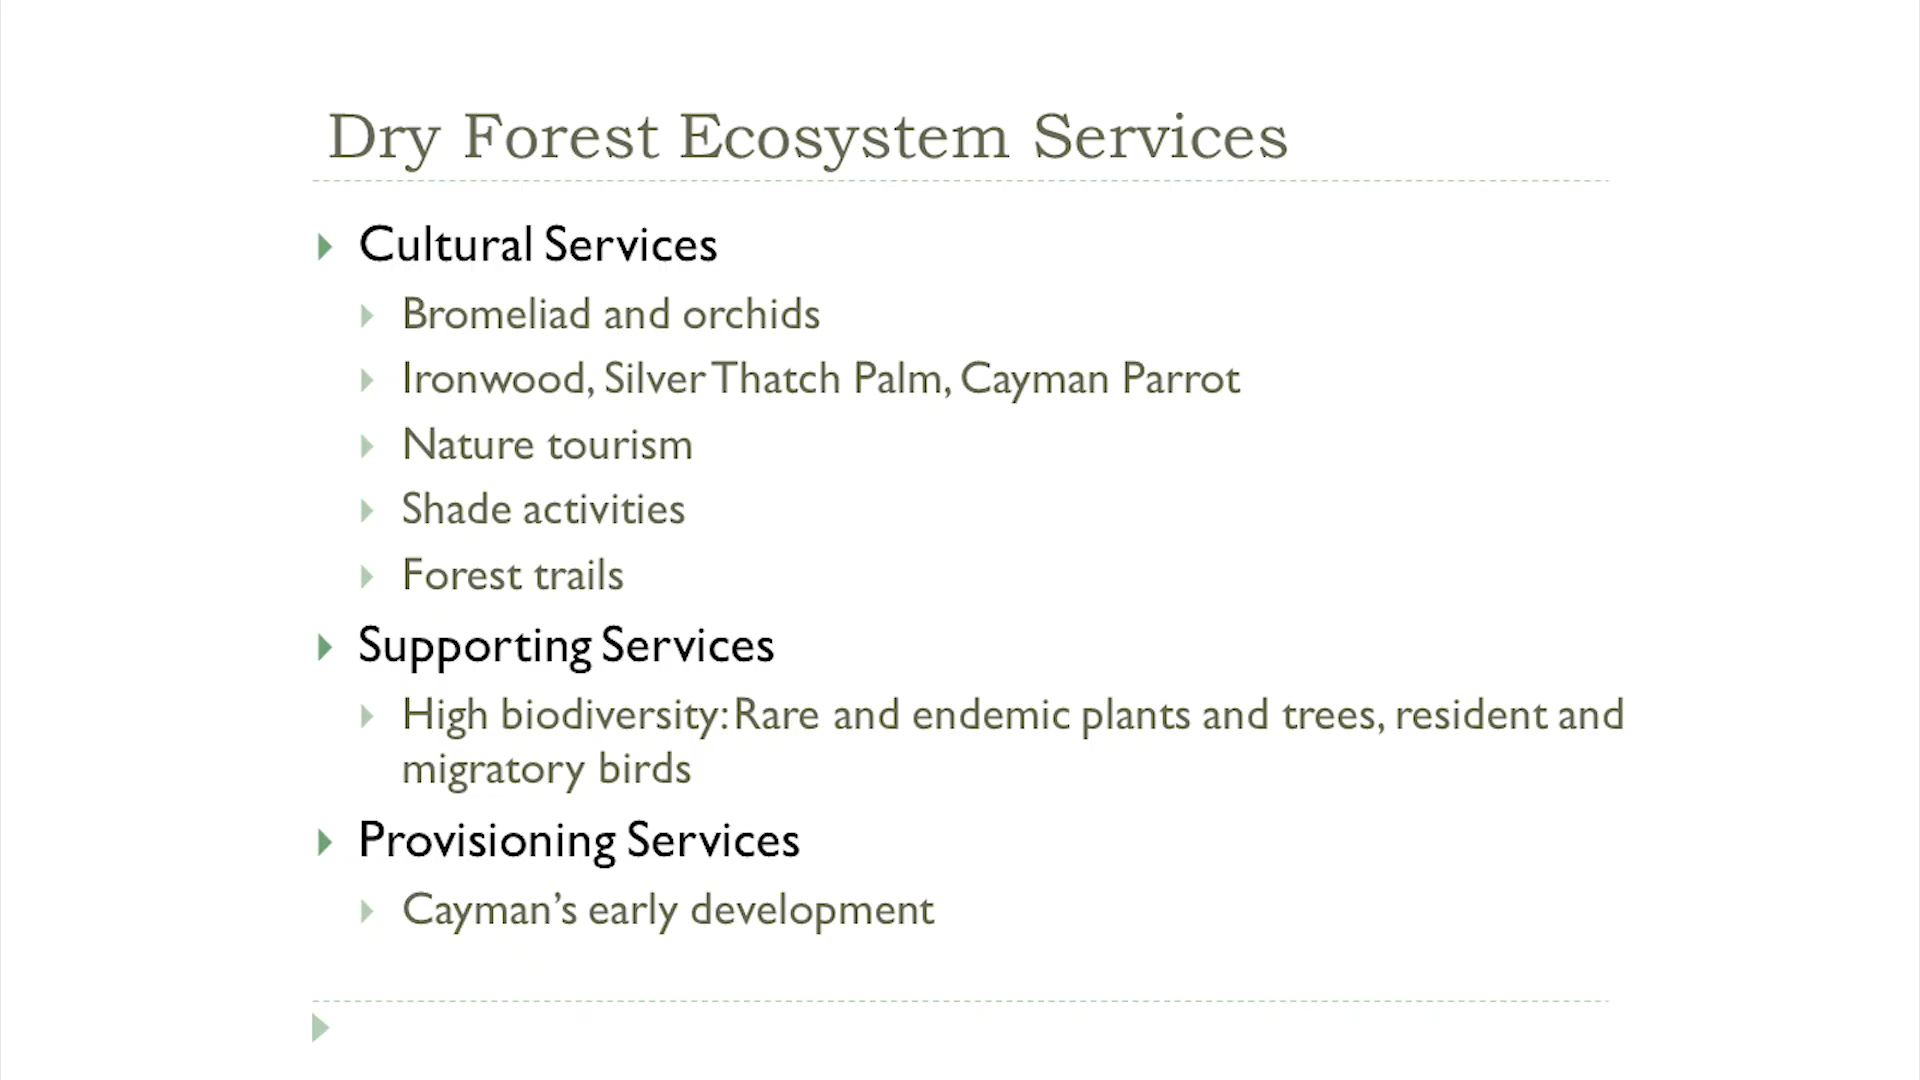 Dry Forest Ecosystem Services
Cultural Services
Bromeliad and orchids
Ironwood, Silver Thatch Palm, Cayman Parrot
Nature tourism
Shade activities
Forest trails
Supporting Services
High biodiversity: Rare and endemic plants and trees, resident and
migratory birds
Provisioning Services
Cayman’s early development